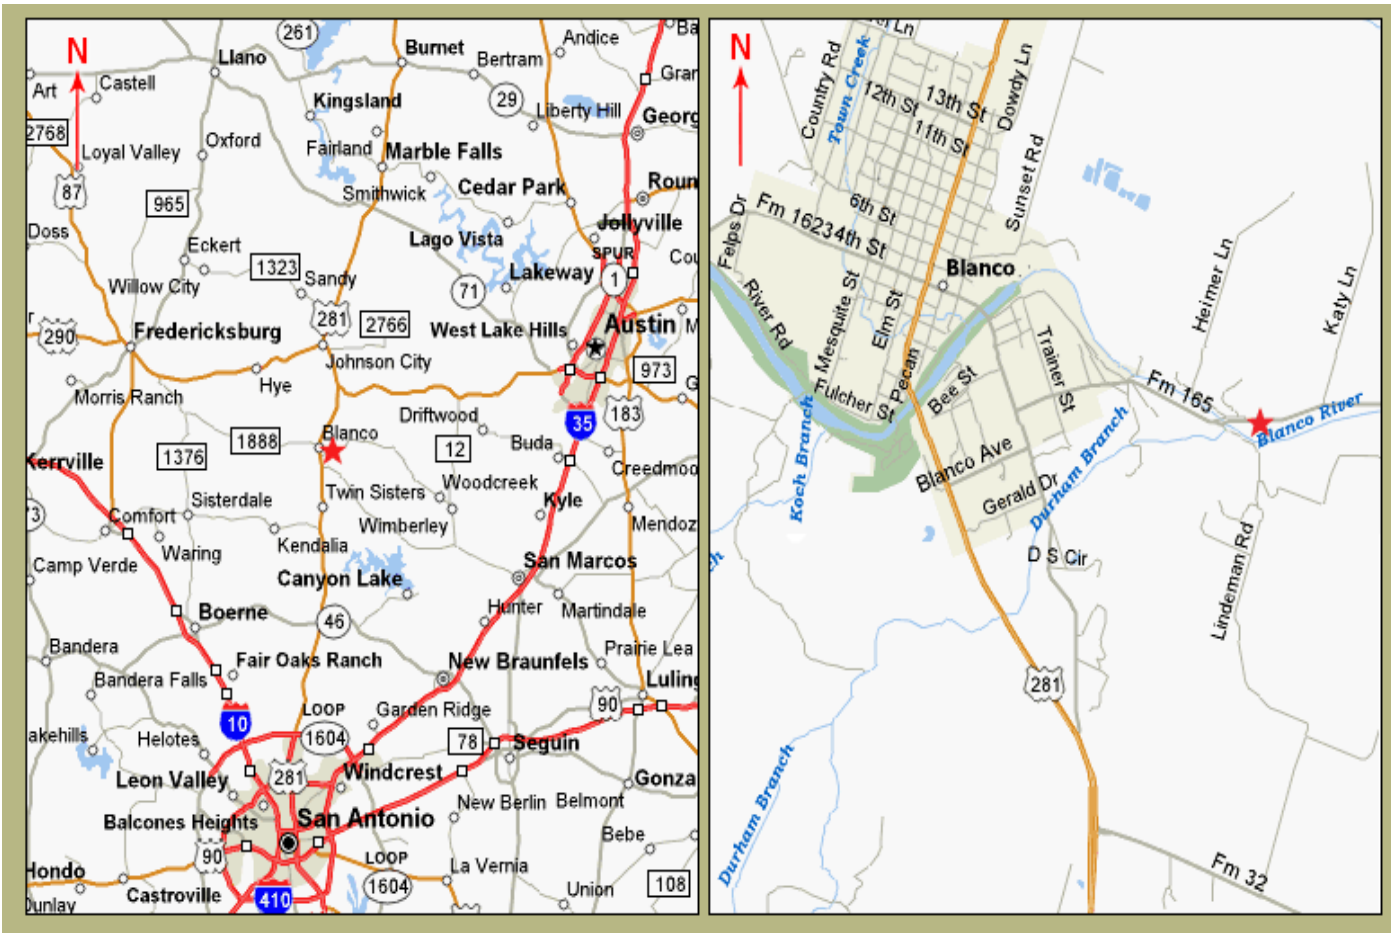 N
261
Llano
Burnet
Andice
Bertram
Art
Castell
Kingsland
29
Liberty Hill
Gran
Georg
2768
Loyal Valley
Oxford
Fairland
Marble Falls
87
965
Smithwick
Cedar Park
Roun
Doss
Eckert
Lago Vista
Jollyville
SPUR
Cou
1323
Sandy
Lakeway
1
Willow City
71
281
2766
290
Fredericksburg
West Lake Hills
Austin
M
Johnson City
973
Hye
G
Morris Ranch
Driftwood
35
183
1888
Blanco
12
Buda
1376
Kerrville
Creedmoo
Woodcreek
Sisterdale
Twin Sisters
Kyle
Comfort
Wimberley
Mendoz
Waring
Kendalia
Camp Verde
San Marcos
Canyon Lake
Martindale
Boerne
46
Hunter
Bandera
Prairie Lea
Fair Oaks Ranch
New Braunfels
Bandera Falls
Luling
90
10
LOOP
1604
Garden Ridge
akehills
Helotes
78
Seguin
Leon Valley
281
Windcrest
Gonza
New Berlin
Belmont
Balcones Heights
San Antonio
Bebe
90
LOOP
1604
La Vernia
Hondo
Castroville
410
Union
108
Dunlay
N
Country Rd
Town Creek
Ln
12th St
13th St
11th St
Dowdy Ln
Sunset Rd
Felps Dr
Fm 1623
4th St
6th St
Blanco
River Rd
Mesquite St
Elm St
Heimer Ln
Katy Ln
Fulcher St
Pecan
Bee St
Trainer St
Fm 165
Blanco River
Koch Branch
Blanco Ave
Durham Branch
Gerald Dr
D S Cir
Lindeman Rd
281
Durham Branch
Fm 32